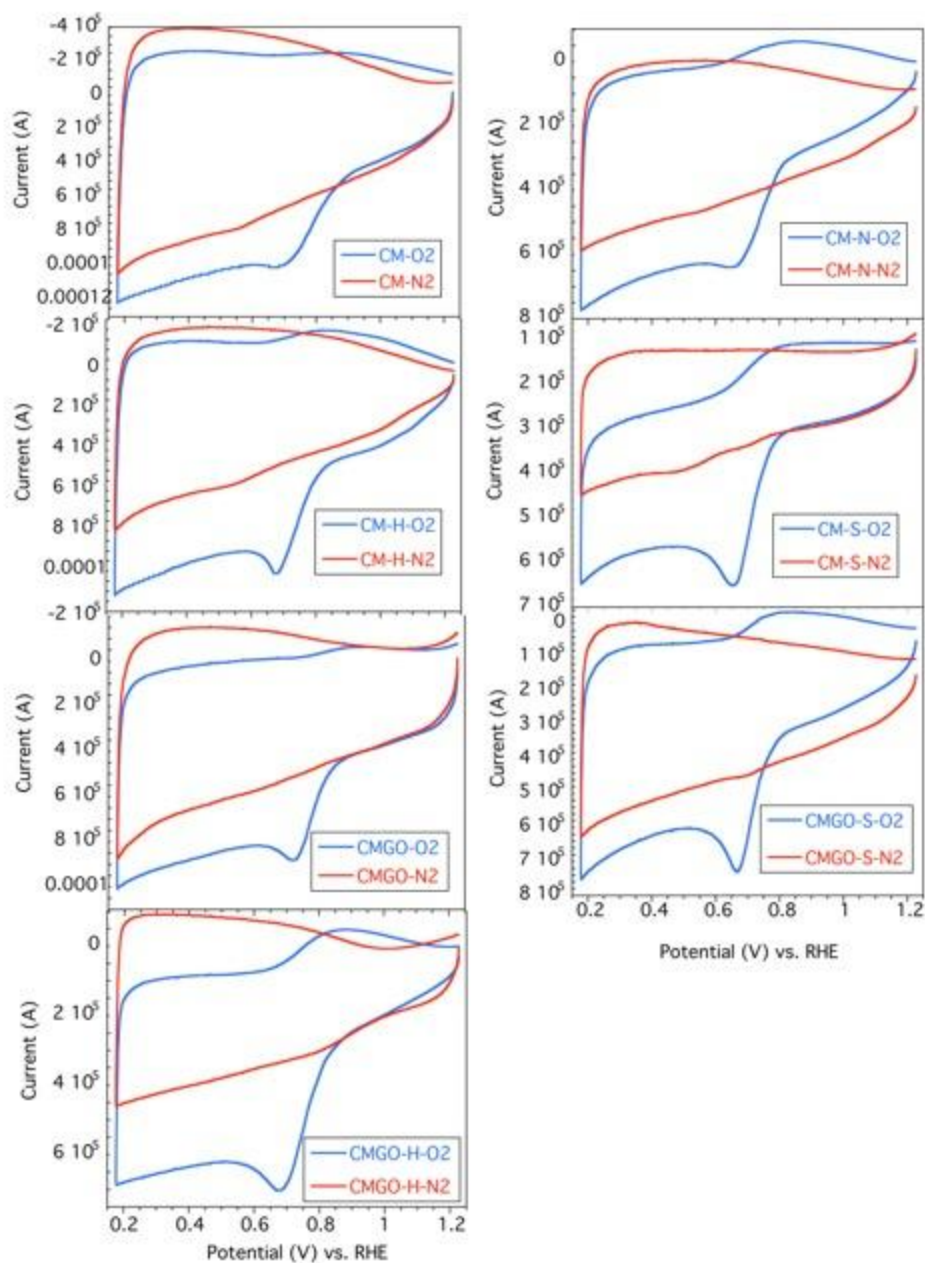 -4 10⁵
-2 10⁵
0
2 10⁵
4 10⁵
6 10⁵
8 10⁵
0.0001
0.00012
Current (A)
CM-O2
CM-N2
-2 10⁵
0
2 10⁵
4 10⁵
6 10⁵
8 10⁵
0.0001
Current (A)
CM-H-O2
CM-H-N2
-2 10⁵
0
2 10⁵
4 10⁵
6 10⁵
8 10⁵
0.0001
Current (A)
CMGO-O2
CMGO-N2
0
2 10⁵
4 10⁵
6 10⁵
Current (A)
CMGO-H-O2
CMGO-H-N2
0.2 0.4 0.6 0.8 1 1.2
Potential (V) vs. RHE
0
2 10⁵
4 10⁵
6 10⁵
8 10⁵
Current (A)
CM-N-O2
CM-N-N2
1 10⁵
2 10⁵
3 10⁵
4 10⁵
5 10⁵
6 10⁵
7 10⁵
Current (A)
CM-S-O2
CM-S-N2
0
1 10⁵
2 10⁵
3 10⁵
4 10⁵
5 10⁵
6 10⁵
7 10⁵
8 10⁵
Current (A)
CMGO-S-O2
CMGO-S-N2
0.2 0.4 0.6 0.8 1 1.2
Potential (V) vs. RHE